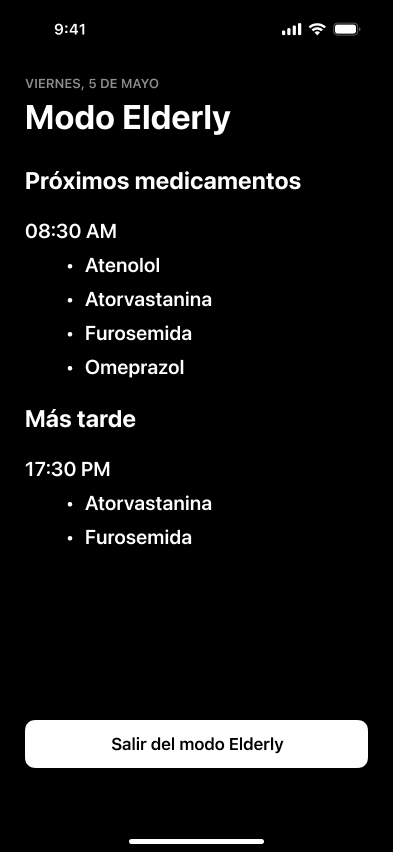 9:41
VIERNES, 5 DE MAYO
Modo Elderly
Próximos medicamentos
08:30 AM
• Atenolol
• Atorvastanina
• Furosemida
• Omeprazol
Más tarde
17:30 PM
• Atorvastanina
• Furosemida
Salir del modo Elderly